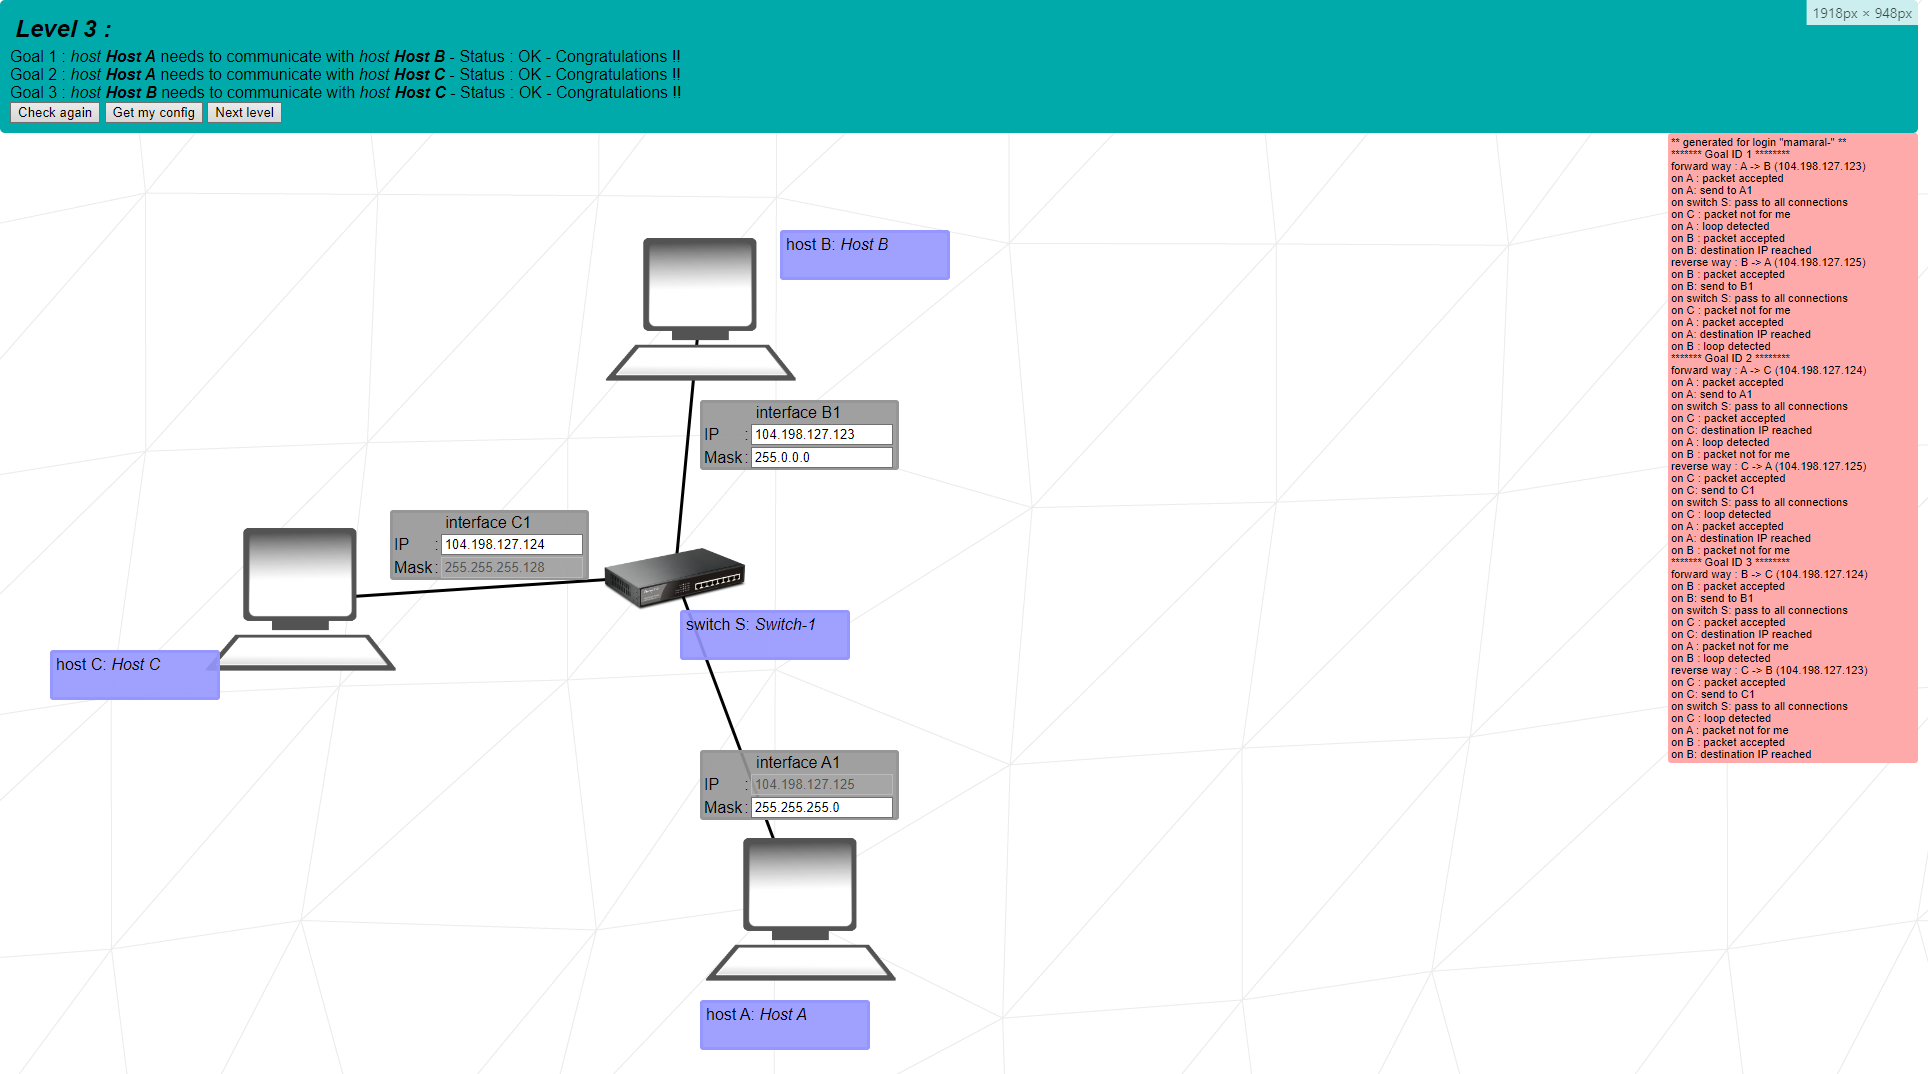 1918px × 948px
Level 3 :
Goal 1 : host Host A needs to communicate with host Host B - Status : OK - Congratulations !!
Goal 2 : host Host A needs to communicate with host Host C - Status : OK - Congratulations !!
Goal 3 : host Host B needs to communicate with host Host C - Status : OK - Congratulations !!
Check again Get my config Next level
host B: Host B
interface B1
IP : 104.198.127.123
Mask : 255.0.0.0
interface C1
IP : 104.198.127.124
Mask : 255.255.255.128
switch S: Switch-1
host C: Host C
interface A1
IP : 104.198.127.125
Mask : 255.255.255.0
host A: Host A
** generated for login "mamaral-" **
******* Goal ID 1 ********
forward way : A -> B (104.198.127.123)
on A : packet accepted
on A: send to A1
on switch S: pass to all connections
on C : packet not for me
on A : loop detected
on B : packet accepted
on B: destination IP reached
reverse way : B -> A (104.198.127.125)
on B : packet accepted
on B: send to B1
on switch S: pass to all connections
on C : packet not for me
on A : packet accepted
on A: destination IP reached
on B : loop detected
******* Goal ID 2 ********
forward way : A -> C (104.198.127.124)
on A : packet accepted
on A: send to A1
on switch S: pass to all connections
on C : packet accepted
on C: destination IP reached
on A : loop detected
on B : packet not for me
reverse way : C -> A (104.198.127.125)
on C : packet accepted
on C: send to C1
on switch S: pass to all connections
on C : loop detected
on A : packet accepted
on A: destination IP reached
on B : packet not for me
******* Goal ID 3 ********
forward way : B -> C (104.198.127.124)
on B : packet accepted
on B: send to B1
on switch S: pass to all connections
on C : packet accepted
on C: destination IP reached
on A : packet not for me
on B : loop detected
reverse way : C -> B (104.198.127.123)
on C : packet accepted
on C: send to C1
on switch S: pass to all connections
on C : loop detected
on A : packet not for me
on B : packet accepted
on B: destination IP reached